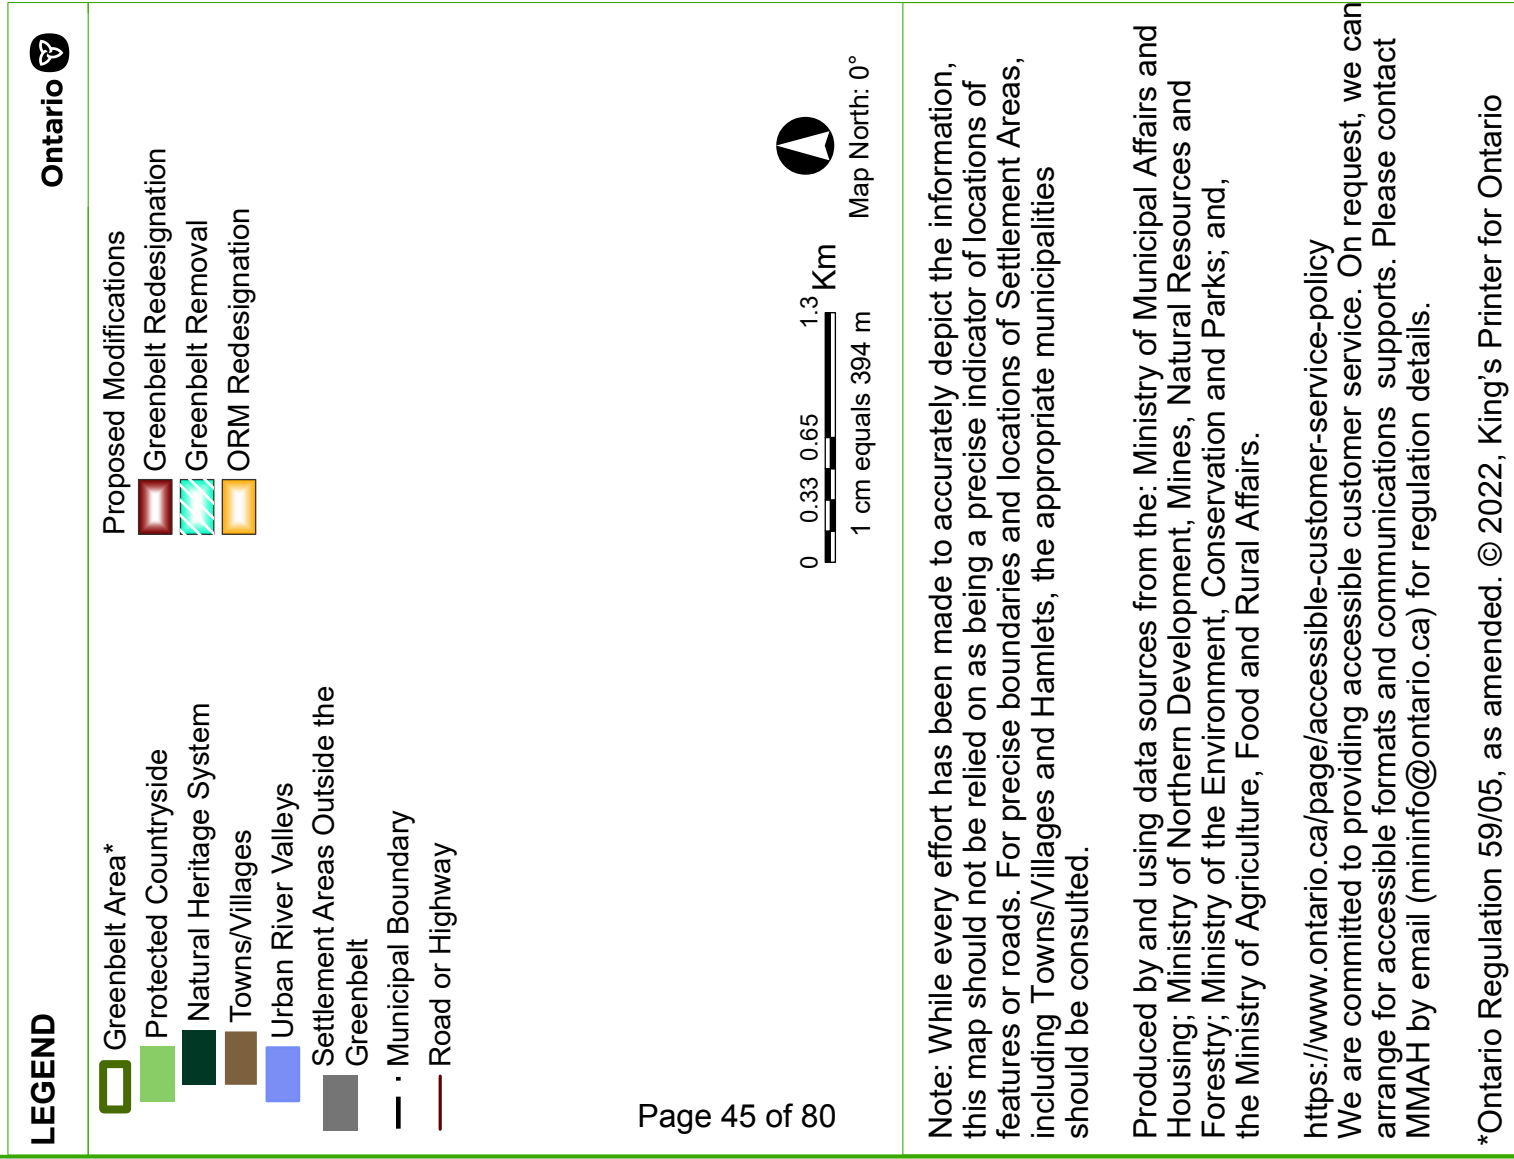 LEGEND
Ontario
Greenbelt Area*
Protected Countryside
Natural Heritage System
Towns/Villages
Urban River Valleys
Settlement Areas Outside the
Greenbelt
Municipal Boundary
Road or Highway
Proposed Modifications
Greenbelt Redesignation
Greenbelt Removal
ORM Redesignation
0 0.33 0.65 1.3
Km
1 cm equals 394 m
Map North: 0°
Page 45 of 80
Note: While every effort has been made to accurately depict the information,
this map should not be relied on as being a precise indicator of locations of
features or roads. For precise boundaries and locations of Settlement Areas,
including Towns/Villages and Hamlets, the appropriate municipalities
should be consulted.
Produced by and using data sources from the: Ministry of Municipal Affairs and
Housing; Ministry of Northern Development, Mines, Natural Resources and
Forestry; Ministry of the Environment, Conservation and Parks; and,
the Ministry of Agriculture, Food and Rural Affairs.
https://www.ontario.ca/page/accessible-customer-service-policy
We are committed to providing accessible customer service. On request, we can
arrange for accessible formats and communications supports. Please contact
MMAH by email (mininfo@ontario.ca) for regulation details.
*Ontario Regulation 59/05, as amended. © 2022, King's Printer for Ontario